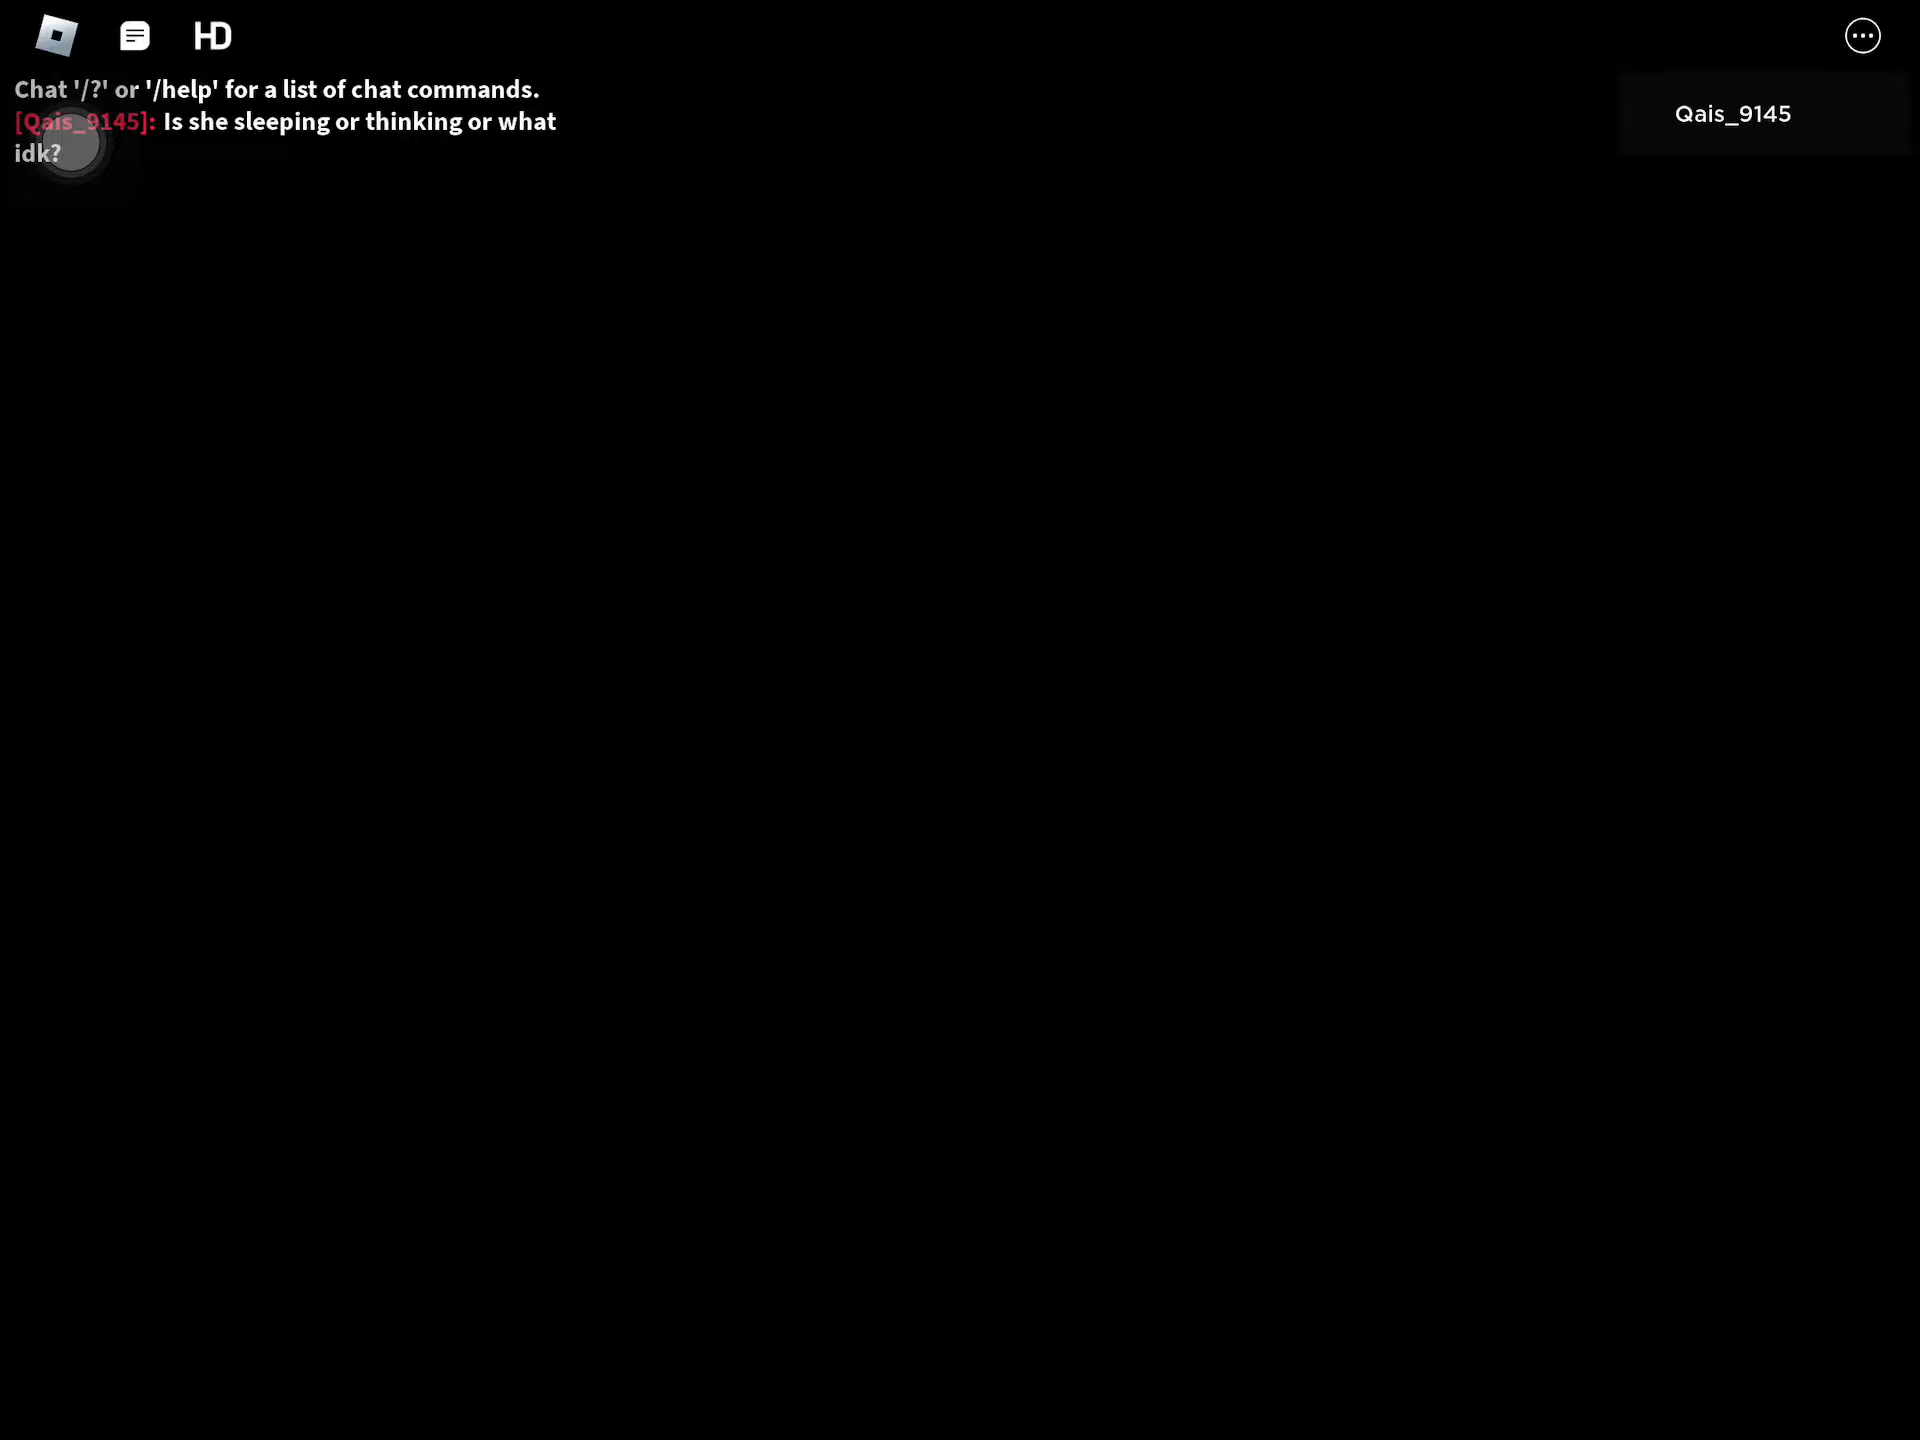 HD
Chat '/?' or '/help' for a list of chat commands.
[Qais_9145]: Is she sleeping or thinking or what
idk?
Qais_9145